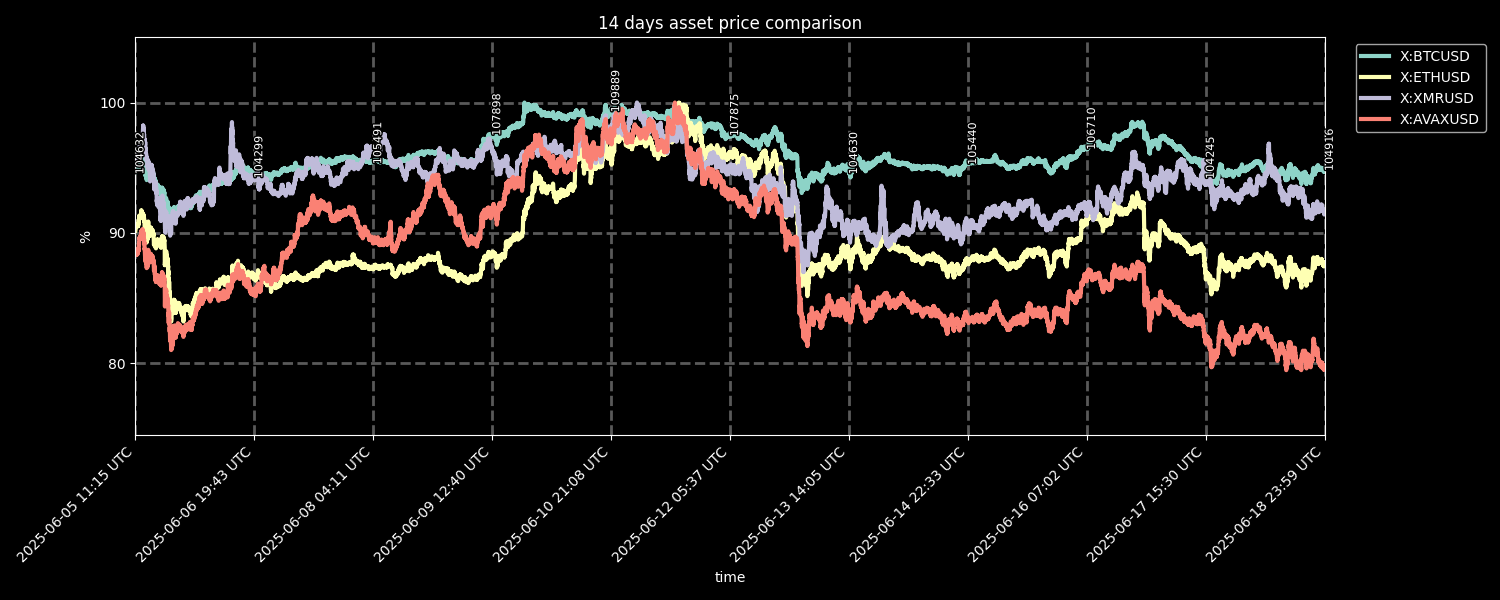 14 days asset price comparison
X:BTCUSD
X:ETHUSD
X:XMRUSD
X:AVAXUSD
%
100
90
80
104632
104299
105491
107898
109889
107875
104630
105440
106710
104245
104916
2025-06-05 11:15 UTC
2025-06-06 19:43 UTC
2025-06-08 04:11 UTC
2025-06-09 12:40 UTC
2025-06-10 21:08 UTC
2025-06-12 05:37 UTC
2025-06-13 14:05 UTC
2025-06-14 22:33 UTC
2025-06-16 07:02 UTC
2025-06-17 15:30 UTC
2025-06-18 23:59 UTC
time